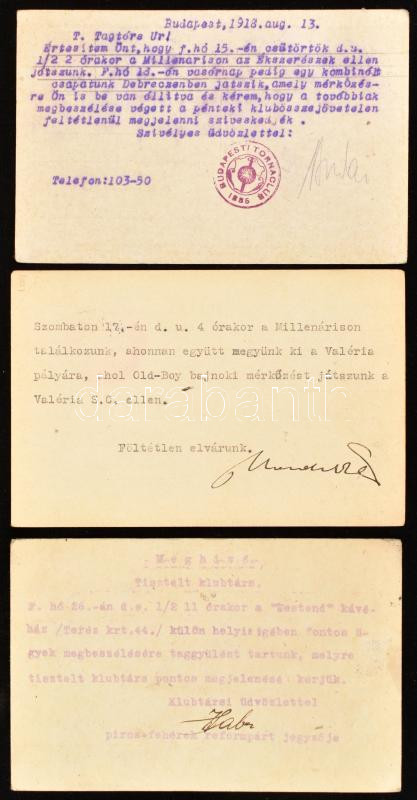 Budapest,1918.aug. 13.
T. Tagtárs Ur!
Értesitem Önt,hogy f.hó 15.-én csütörtök d.u.
1/2 2 órakor a Millenárison az Ékszerészek ellen
játszunk. F.hó 18.-én vasárnap pedig egy kombinált
csapatunk Debreczenben játszik,amely mérkőzés-
re Ön is be van állitva és kérem,hogy a továbbiak
megbeszélése végett a pénteki klubösszejövetelen
feltétlenül megjelenni sziveskedjék.
Szivélyes üdvözlettel:
BUDAPESTI TORNACLUB
1885
Telefon:103-50
Szombaton 17.-én d. u. 4 órakor a Millenárison
találkozunk, ahonnan együtt megyünk ki a Valéria
pályára, ahol Old-Boy bajnoki mérkőzést játszunk a
Valéria S.C. ellen.
darabanth
Föltétlen elvárunk.
Meghivó.
Tisztelt klubtárs.
F. hó 26.-án d.e. 1/2 11 órakor a "Westend" kávé-
ház /Teréz krt.44./ külön helyiségében fontos ü-
gyek megbeszélésére taggyülést tartunk, melyre
tisztelt klubtárs pontos megjelenését kérjük.
Klubtársi üdvözlettel
Haber
piros-fehérek reformpárt jegyzője